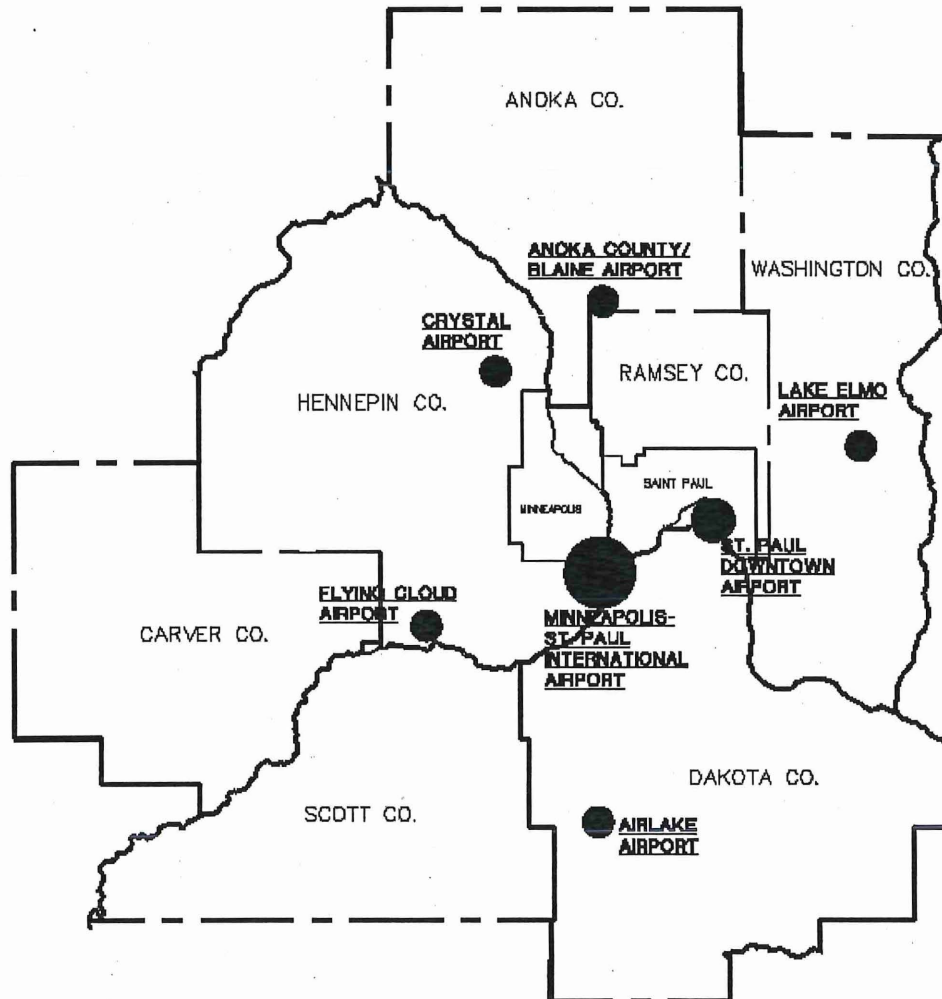 ANOKA CO.
ANOKA COUNTY/
BLAINE AIRPORT
WASHINGTON CO.
CRYSTAL
AIRPORT
RAMSEY CO.
HENNEPIN CO.
LAKE ELMO
AIRPORT
SAINT PAUL
MINNEAPOLIS
ST. PAUL
DOWNTOWN
AIRPORT
FLYING CLOUD
AIRPORT
CARVER CO.
MINNEAPOLIS-
ST. PAUL
INTERNATIONAL
AIRPORT
DAKOTA CO.
SCOTT CO.
AIRLAKE
AIRPORT